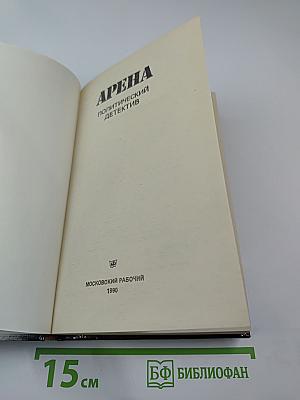 АРЕНА
ПОЛИТИЧЕСКИЙ
ДЕТЕКТИВ
МОСКОВСКИЙ РАБОЧИЙ
1990
15 см
БФ БИБЛИОФАН